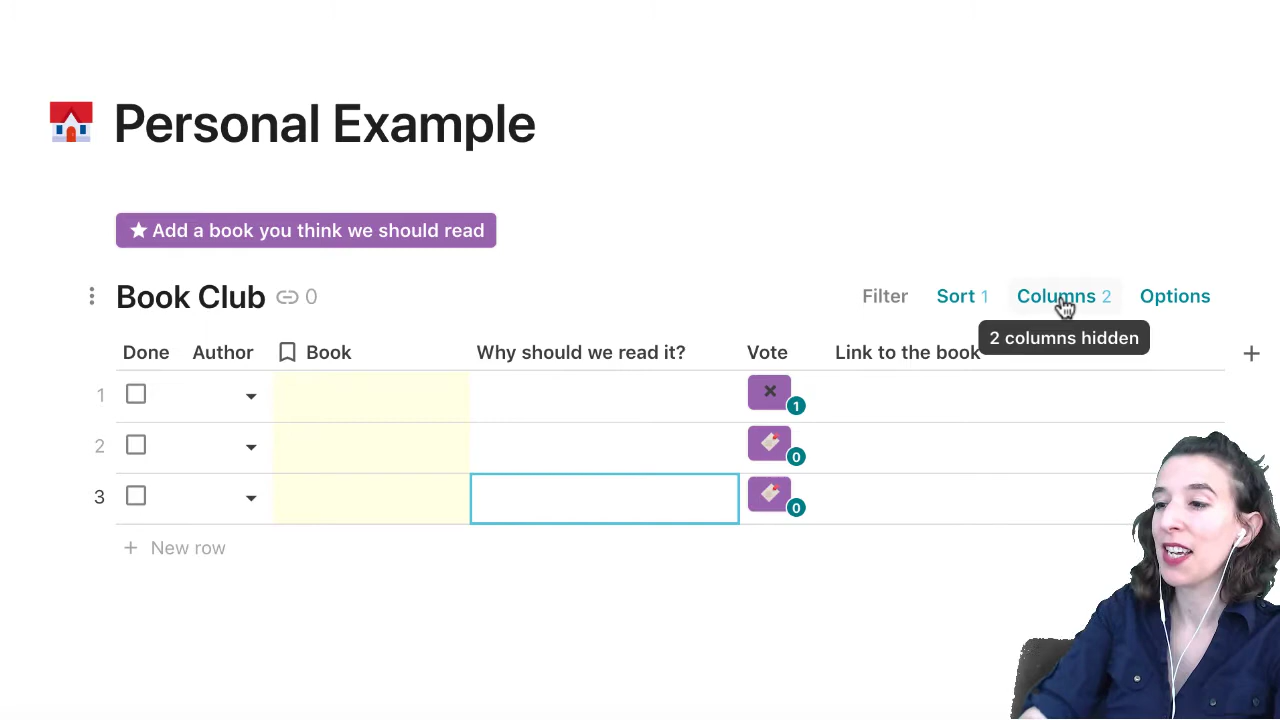 Personal Example
Add a book you think we should read
Book Club 0
Filter Sort 1 Columns 2 Options
2 columns hidden
Done Author Book Why should we read it? Vote Link to the book
1 1
2 0
3 0
New row